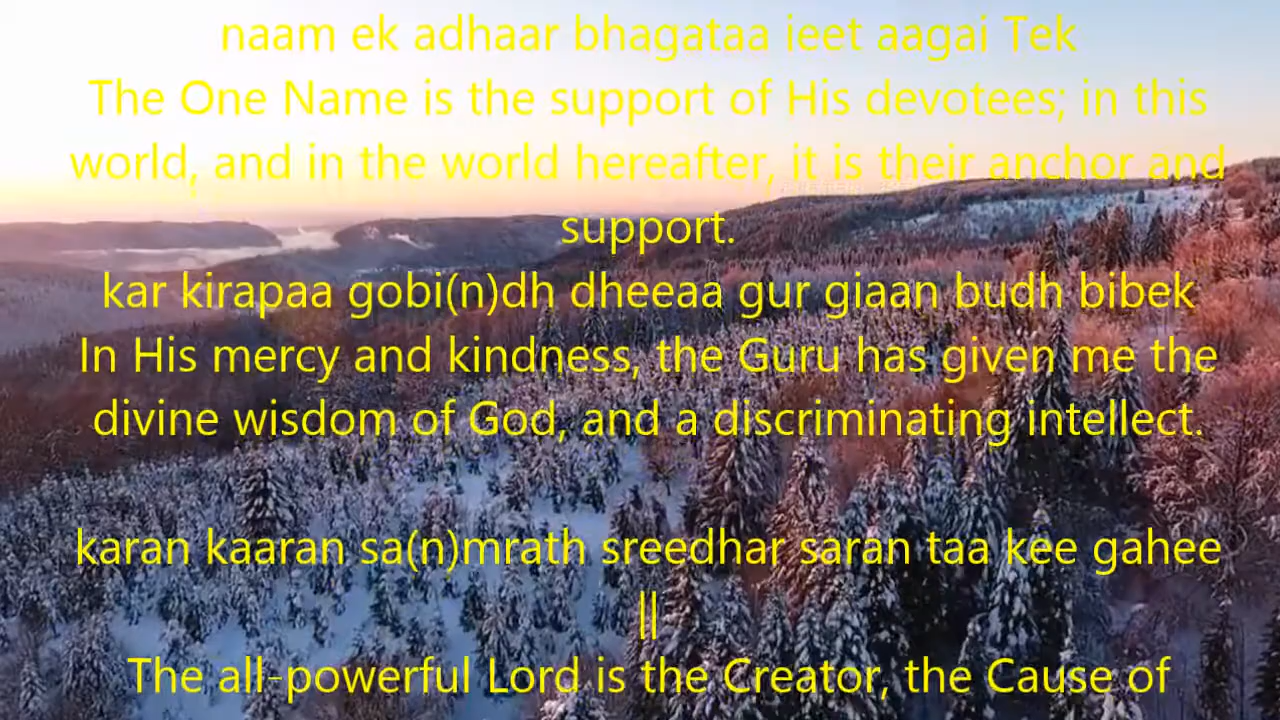 naam ek adhaar bhagataa ieet aagai Tek
The One Name is the support of His devotees; in this
world, and in the world hereafter, it is their anchor and
support.
kar kirapaa gobi(n)dh dheeaa gur giaan budh bibek
In His mercy and kindness, the Guru has given me the
divine wisdom of God, and a discriminating intellect.
karan kaaran sa(n)mrath sreedhar saran taa kee gahee
||
The all-powerful Lord is the Creator, the Cause of